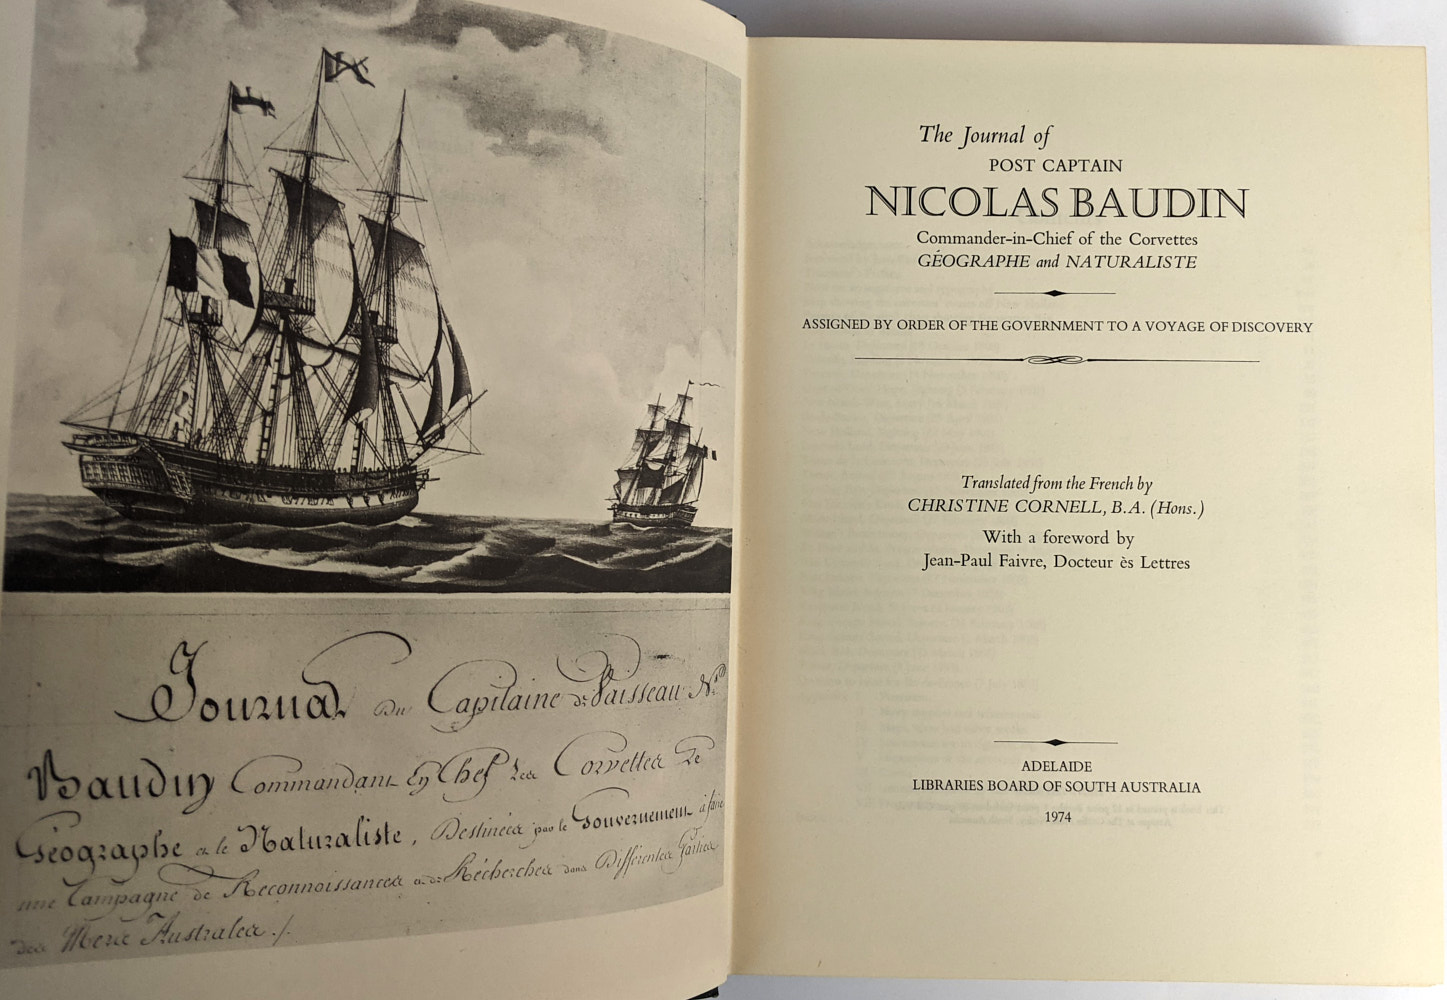 Journal du Capitaine de Vaisseau Nas
Baudin Commandant En Chef des Corvettes Le
Géographe et le Naturaliste, Destinées par le Gouvernement à faire
une Campagne de Reconnoissances et de Récherches dans Différentes Parties
des Mers Australes ./.
The Journal of
POST CAPTAIN
NICOLAS BAUDIN
Commander-in-Chief of the Corvettes
GÉOGRAPHE and NATURALISTE
ASSIGNED BY ORDER OF THE GOVERNMENT TO A VOYAGE OF DISCOVERY
Translated from the French by
CHRISTINE CORNELL, B.A. (Hons.)
With a foreword by
Jean-Paul Faivre, Docteur ès Lettres
ADELAIDE
LIBRARIES BOARD OF SOUTH AUSTRALIA
1974